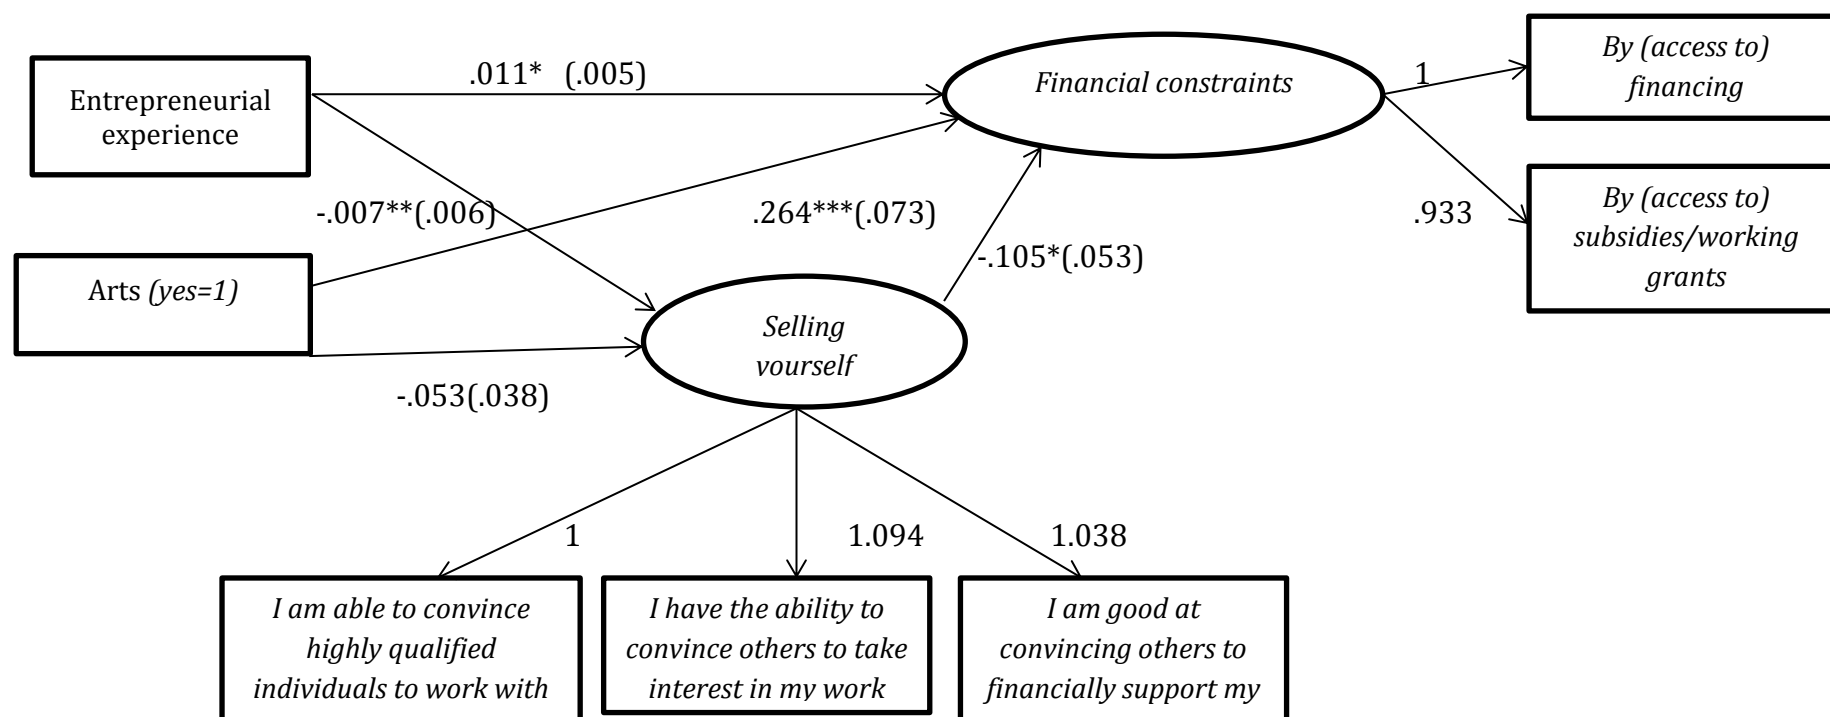 Entrepreneurial
experience
.011* (.005)
Financial constraints
1
By (access to)
financing
-.007**(.006)
.264***(.073)
.933
By (access to)
subsidies/working
grants
Arts (yes=1)
-.105*(.053)
Selling
yourself
-.053(.038)
1
1.094
1.038
I am able to convince
highly qualified
individuals to work with
I have the ability to
convince others to take
interest in my work
I am good at
convincing others to
financially support my